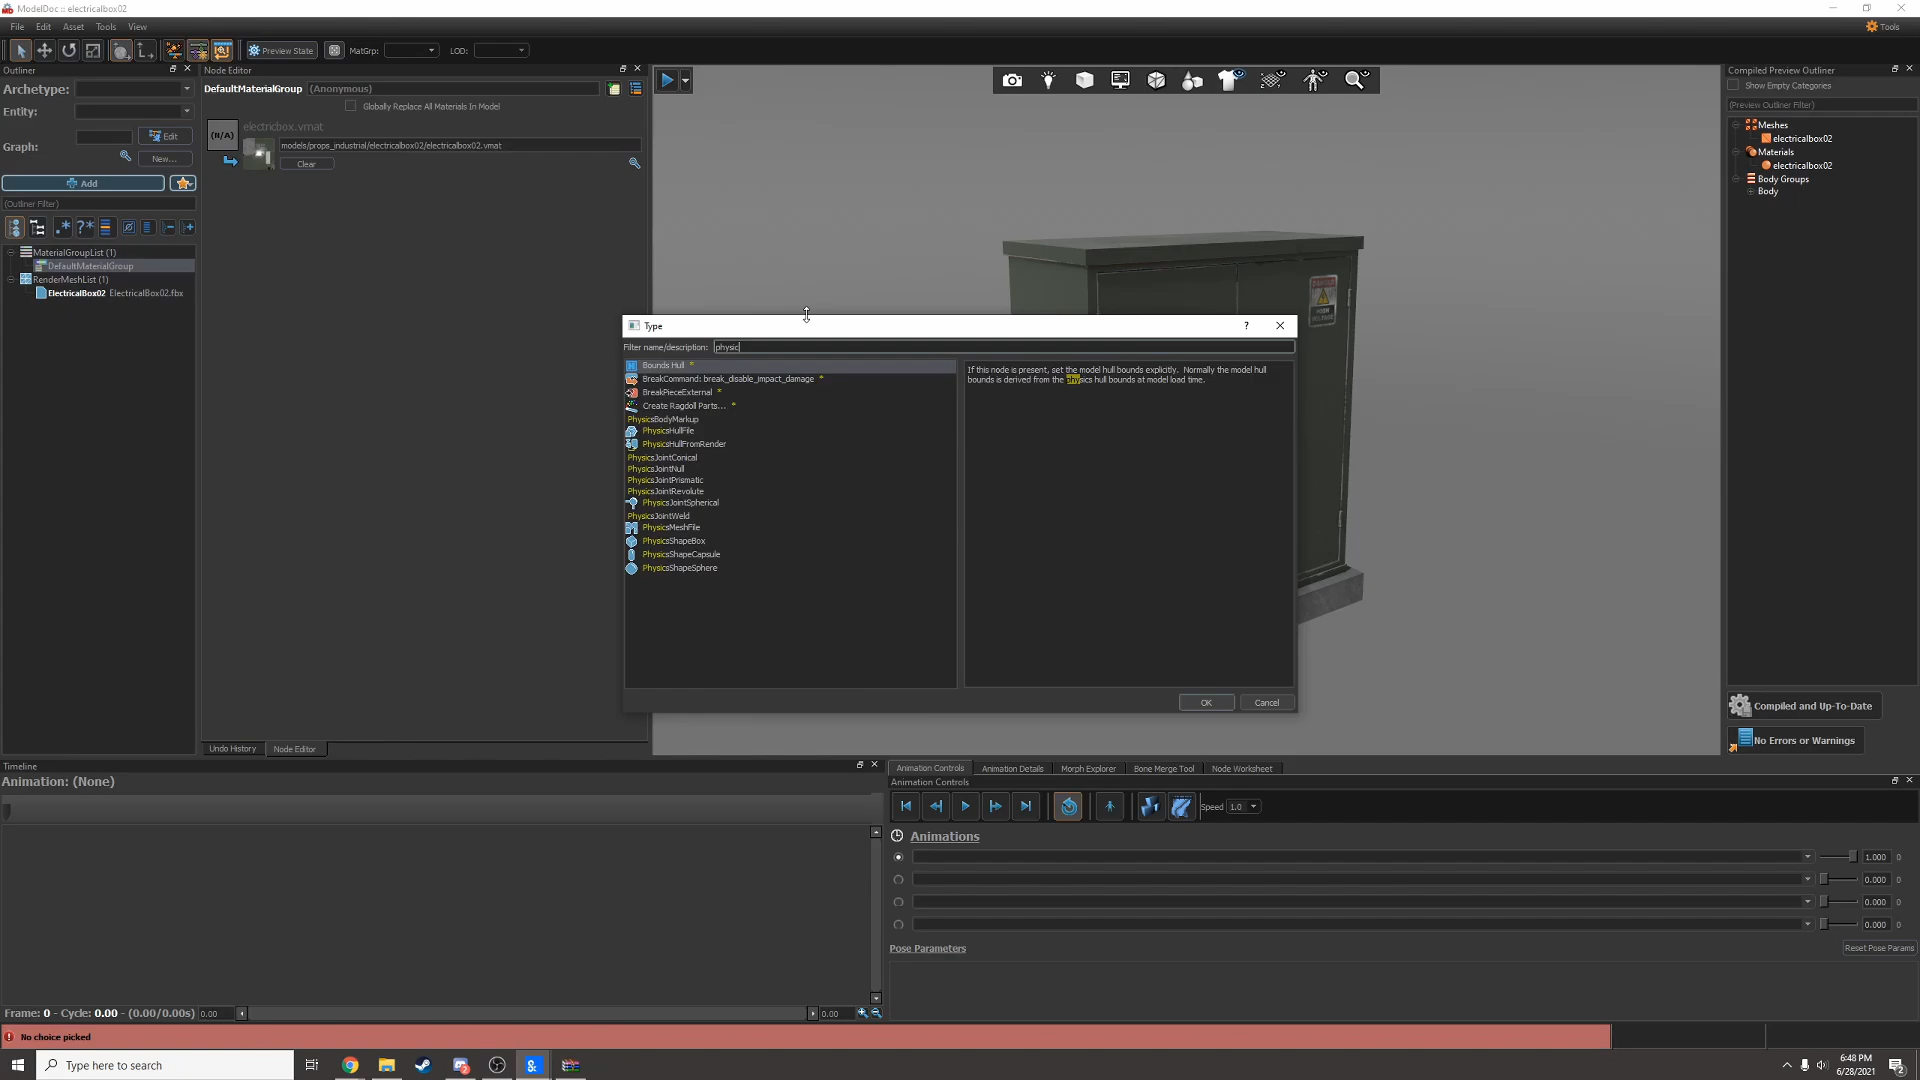 ModelDoc :: electricalbox02
File Edit Asset Tools View
Tools
Preview State MatGrp: LOD:
Outliner
Archetype:
Entity:
Graph: Edit
New...
Add
(Outliner Filter)
MaterialGroupList (1)
DefaultMaterialGroup
RenderMeshList (1)
ElectricalBox02 ElectricalBox02.fbx
Node Editor
DefaultMaterialGroup (Anonymous)
Globally Replace All Materials In Model
(N/A)
electricbox.vmat
models/props_industrial/electricalbox02/electricalbox02.vmat
Clear
Undo History Node Editor
Type
?
Filter name/description: physic
Bounds Hull *
BreakCommand: break_disable_impact_damage *
BreakPieceExternal *
Create Ragdoll Parts... *
PhysicsBodyMarkup
PhysicsHullFile
PhysicsHullFromRender
PhysicsJointConical
PhysicsJointNull
PhysicsJointPrismatic
PhysicsJointRevolute
PhysicsJointSpherical
PhysicsJointWeld
PhysicsMeshFile
PhysicsShapeBox
PhysicsShapeCapsule
PhysicsShapeSphere
If this node is present, set the model hull bounds explicitly. Normally the model hull
bounds is derived from the physics hull bounds at model load time.
OK Cancel
Compiled Preview Outliner
Show Empty Categories
(Preview Outliner Filter)
Meshes
electricalbox02
Materials
electricalbox02
Body Groups
Body
Compiled and Up-To-Date
No Errors or Warnings
Timeline
Animation: (None)
Frame: 0 - Cycle: 0.00 - (0.00/0.00s) 0.00
0.00
Animation Controls Animation Details Morph Explorer Bone Merge Tool Node Worksheet
Animation Controls
Speed 1.0
Animations
1.000 0
0.000 0
0.000 0
0.000 0
Pose Parameters
Reset Pose Params
No choice picked
Type here to search
6:48 PM
6/28/2021